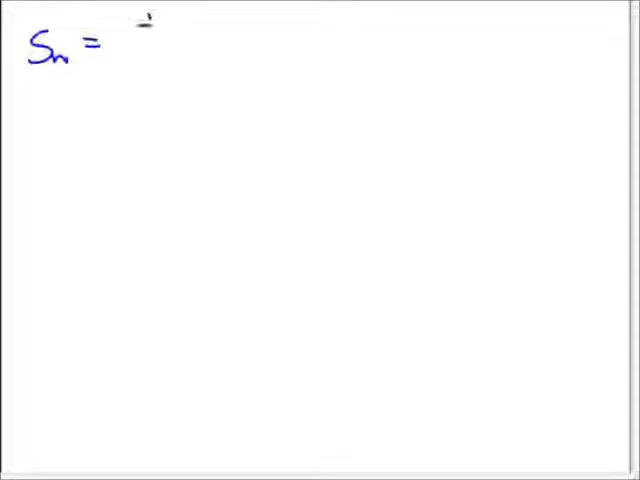 Sn =